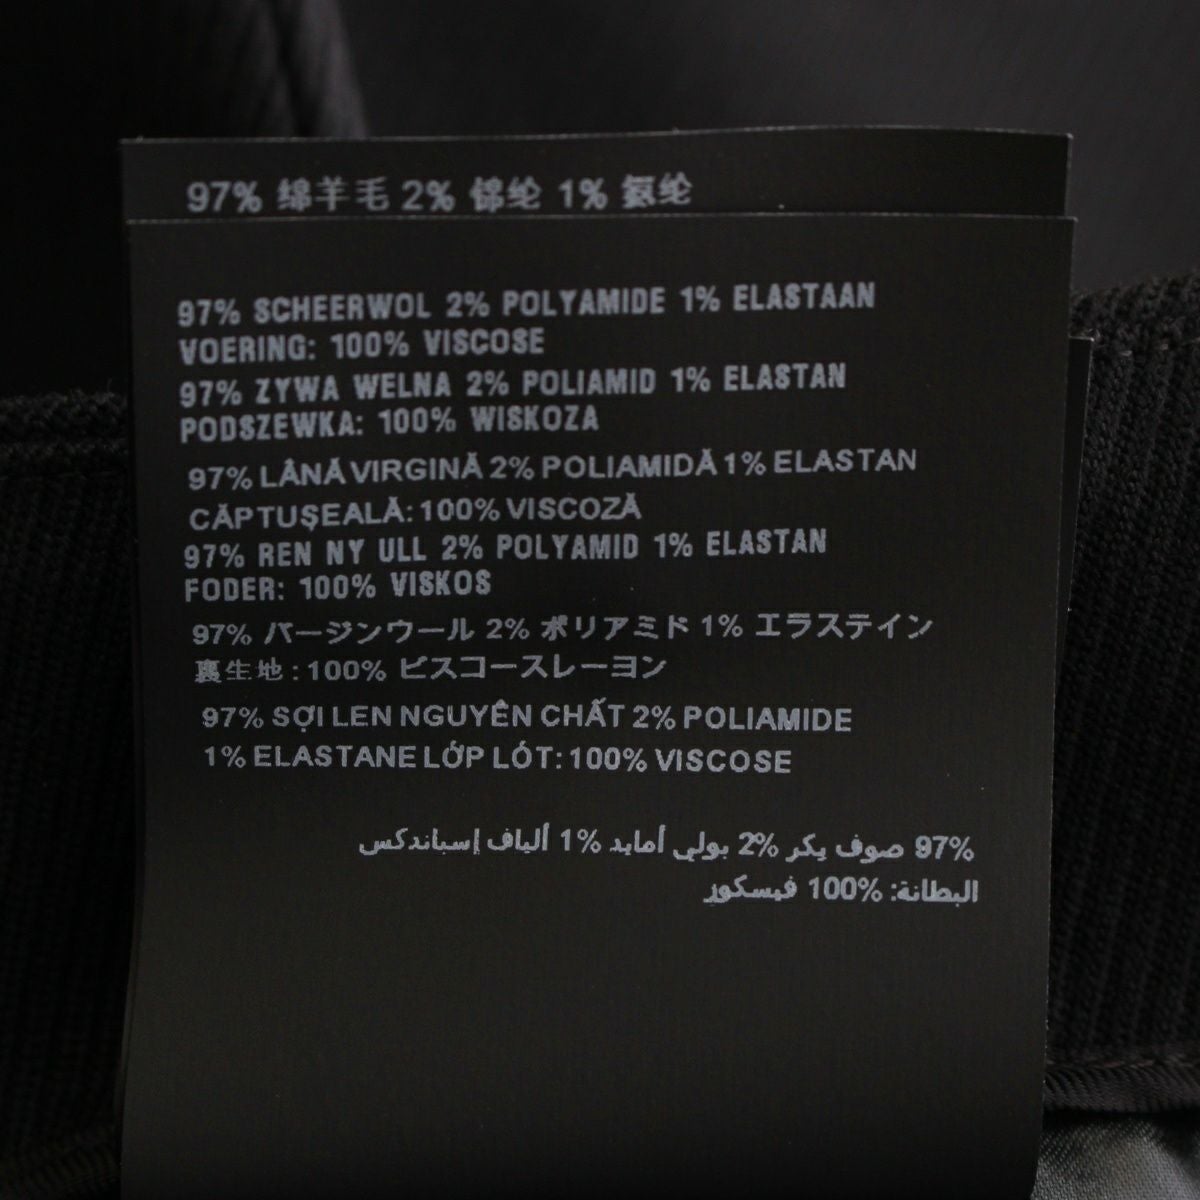 97% 绵羊毛 2% 锦纶 1% 氨纶
97% SCHEERWOL 2% POLYAMIDE 1% ELASTAAN
VOERING: 100% VISCOSE
97% ZYWA WELNA 2% POLIAMID 1% ELASTAN
PODSZEWKA: 100% WISKOZA
97% LÂNĂ VIRGINĂ 2% POLIAMIDĂ 1% ELASTAN
CĂPTUȘEALĂ: 100% VISCOZĂ
97% REN NY ULL 2% POLYAMID 1% ELASTAN
FODER: 100% VISKOS
97% バージンウール 2% ポリアミド 1% エラステイン
裏生地: 100% ビスコースレーヨン
97% SỢI LEN NGUYÊN CHẤT 2% POLIAMIDE
1% ELASTANE LỚP LÓT: 100% VISCOSE
97% صوف بكر 2% بولي أمايد 1% ألياف إسباندكس
البطانة: 100% فيسكوز